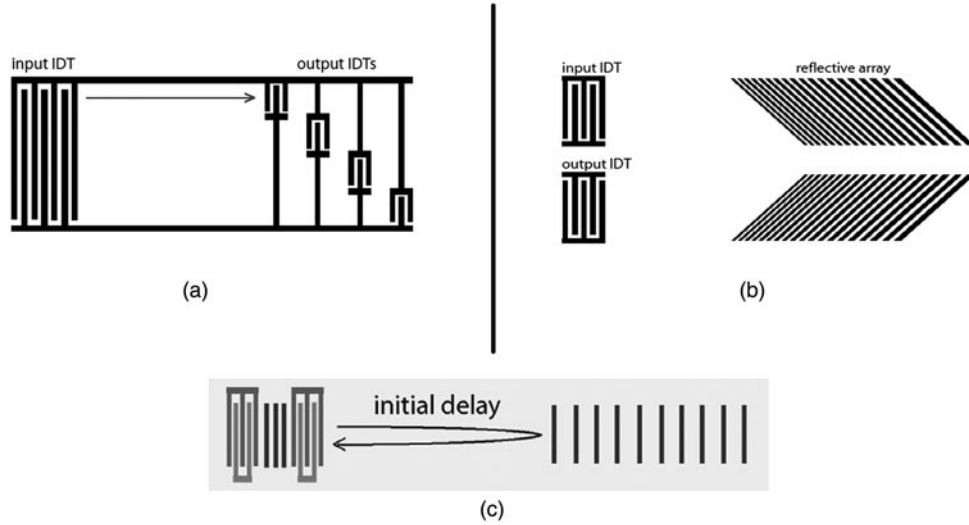 input IDT
output IDTs
(a)
input IDT
reflective array
output IDT
(b)
initial delay
(c)